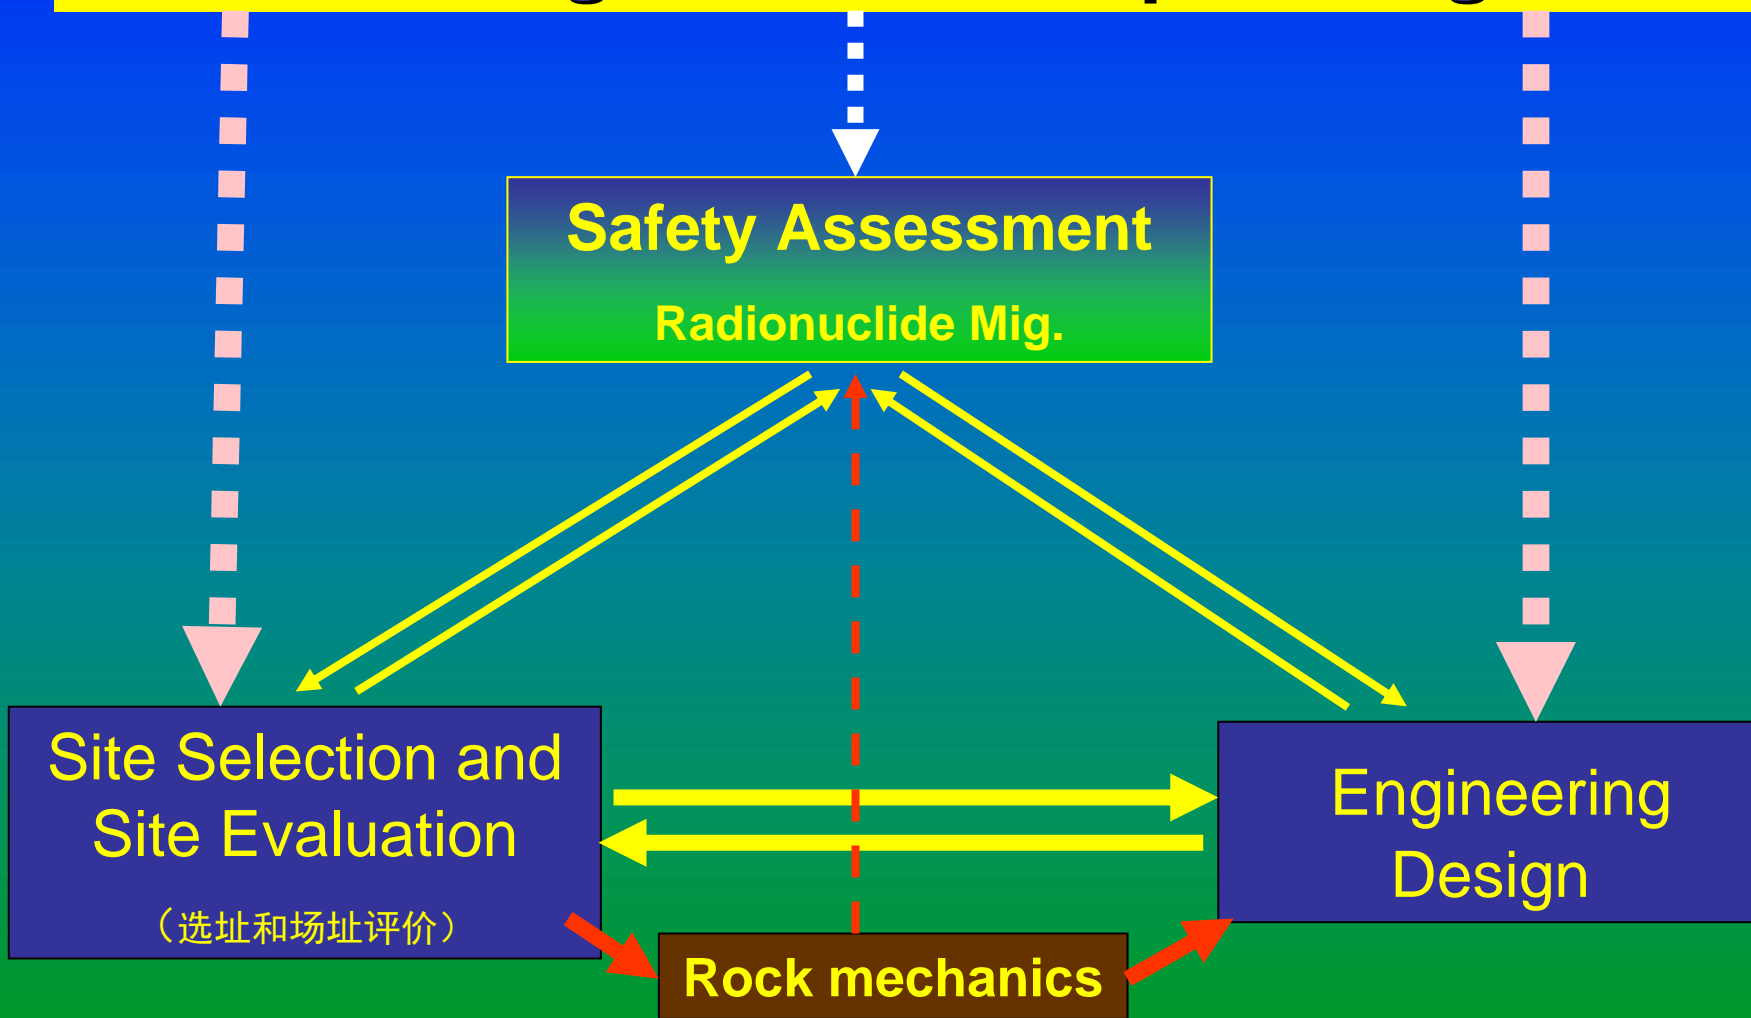 Safety Assessment
Radionuclide Mig.
Site Selection and
Site Evaluation
（选址和场址评价）
Engineering
Design
Rock mechanics